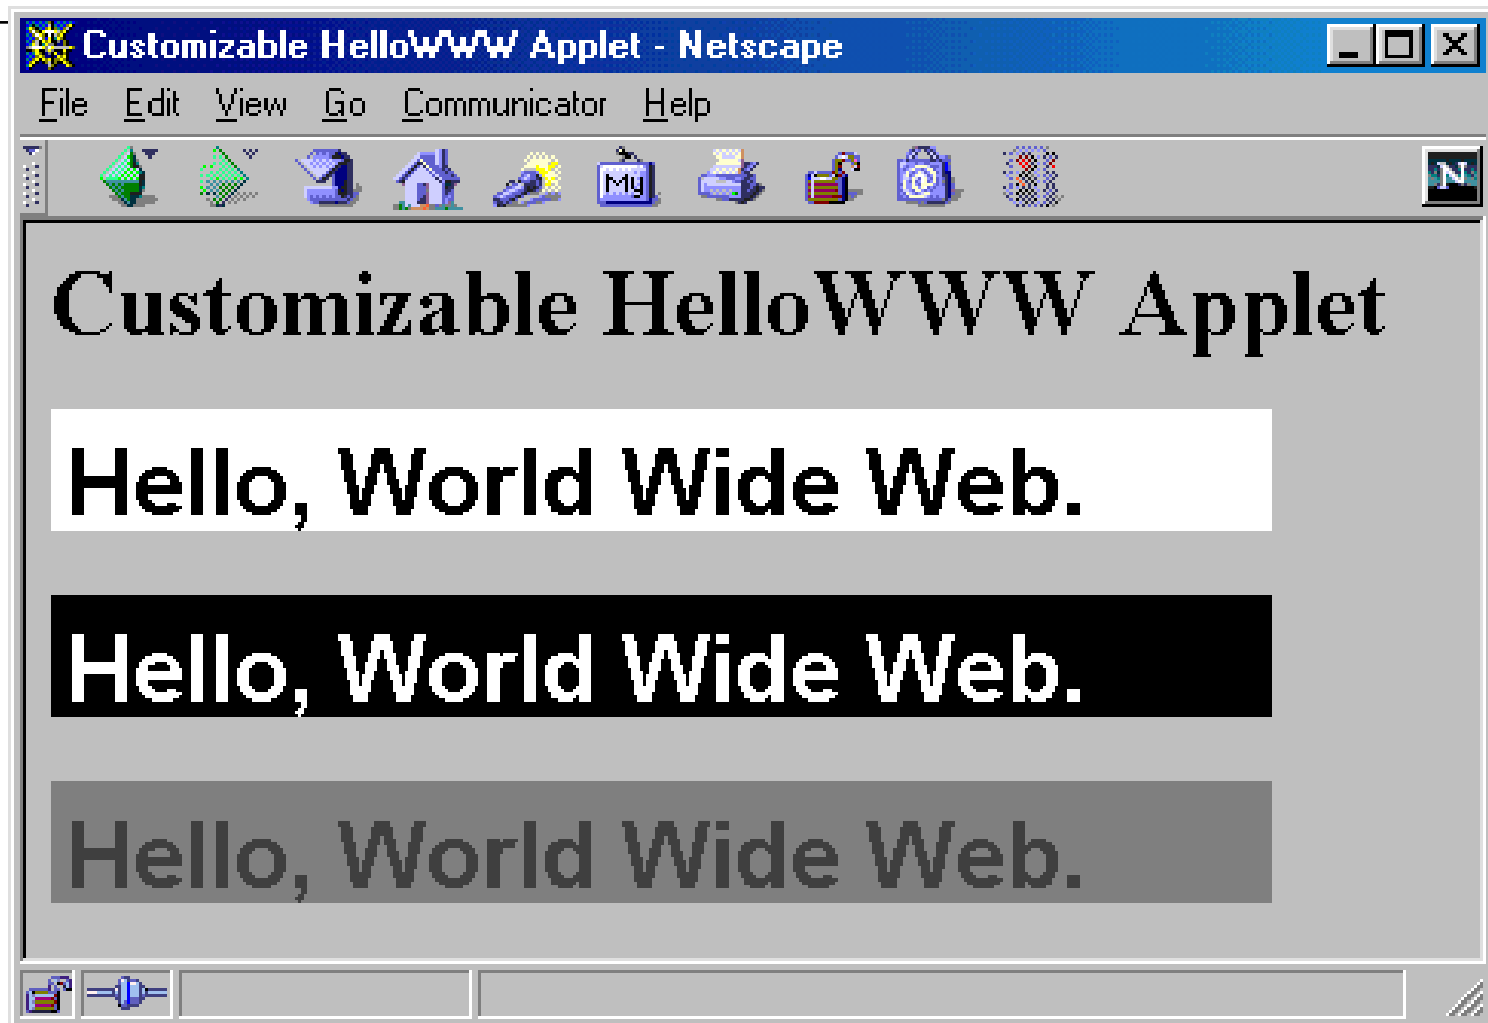 Customizable HelloWWW Applet - Netscape
File Edit View Go Communicator Help
My @ N
Customizable HelloWWW Applet
Hello, World Wide Web.
Hello, World Wide Web.
Hello, World Wide Web.